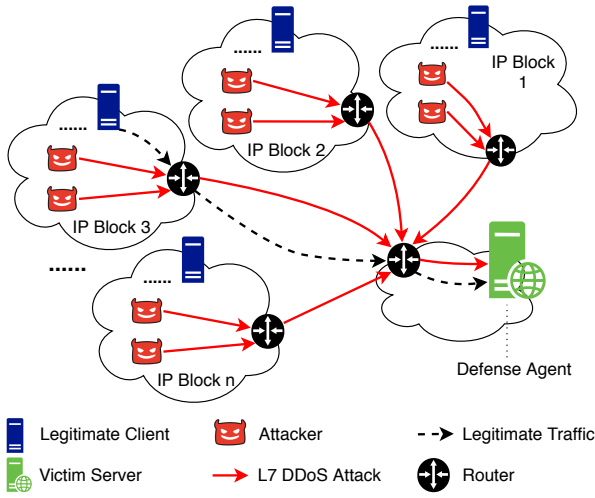 ......
......
IP Block
1
......
IP Block 2
IP Block 3
......
IP Block n
Defense Agent
Legitimate Client
Attacker
Legitimate Traffic
Victim Server
L7 DDoS Attack
Router